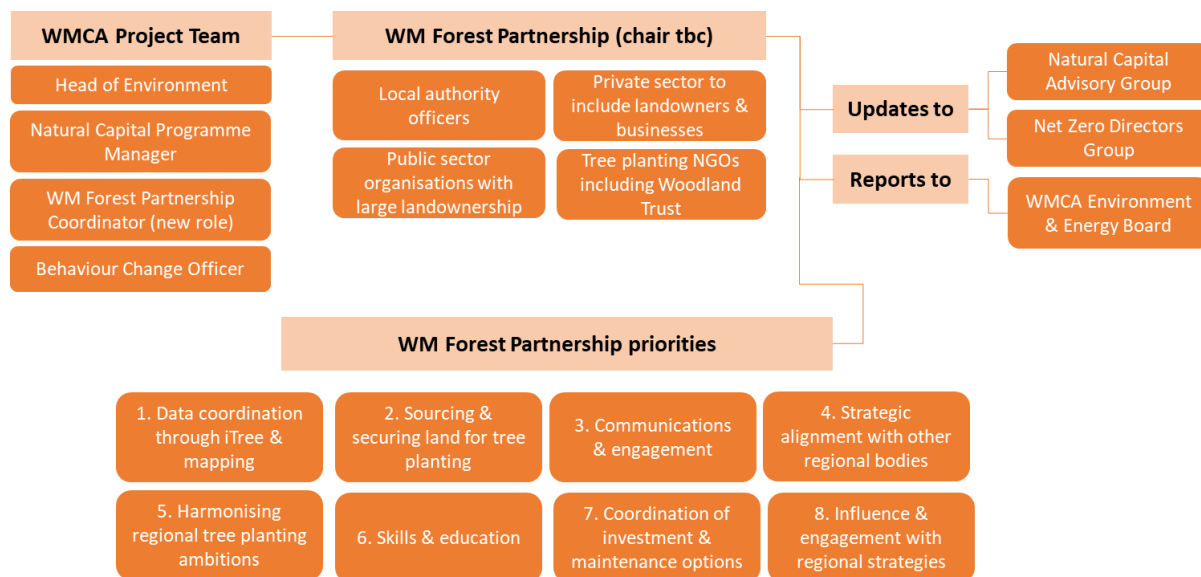 WMCA Project Team
Head of Environment
Natural Capital Programme
Manager
WM Forest Partnership
Coordinator (new role)
Behaviour Change Officer
WM Forest Partnership (chair tbc)
Local authority
officers
Private sector to
include landowners &
businesses
Public sector
organisations with
large landownership
Tree planting NGOs
including Woodland
Trust
Updates to
Natural Capital
Advisory Group
Net Zero Directors
Group
Reports to
WMCA Environment
& Energy Board
WM Forest Partnership priorities
1. Data coordination
through iTree &
mapping
2. Sourcing &
securing land for tree
planting
3. Communications
& engagement
4. Strategic
alignment with other
regional bodies
5. Harmonising
regional tree planting
ambitions
6. Skills & education
7. Coordination of
investment &
maintenance options
8. Influence &
engagement with
regional strategies